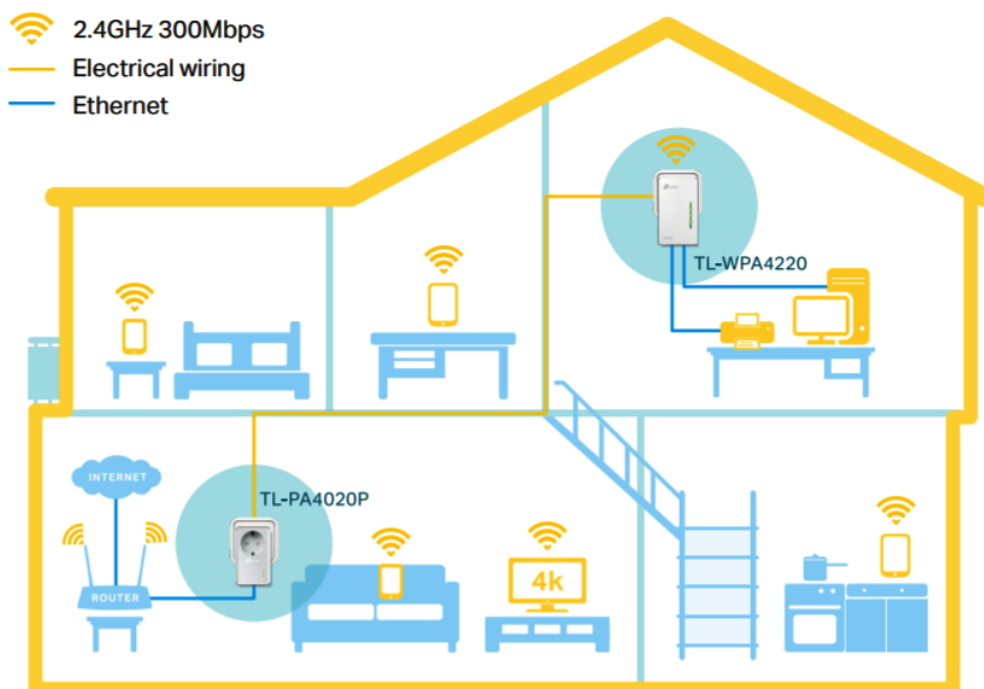 2.4GHz 300Mbps
Electrical wiring
Ethernet
TL-WPA4220
INTERNET
TL-PA4020P
4k
ROUTER